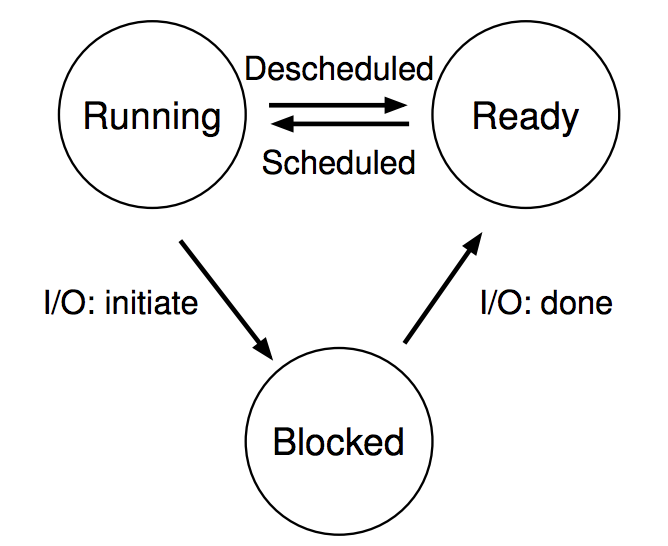 Descheduled
Running
Ready
Scheduled
I/O: initiate
I/O: done
Blocked